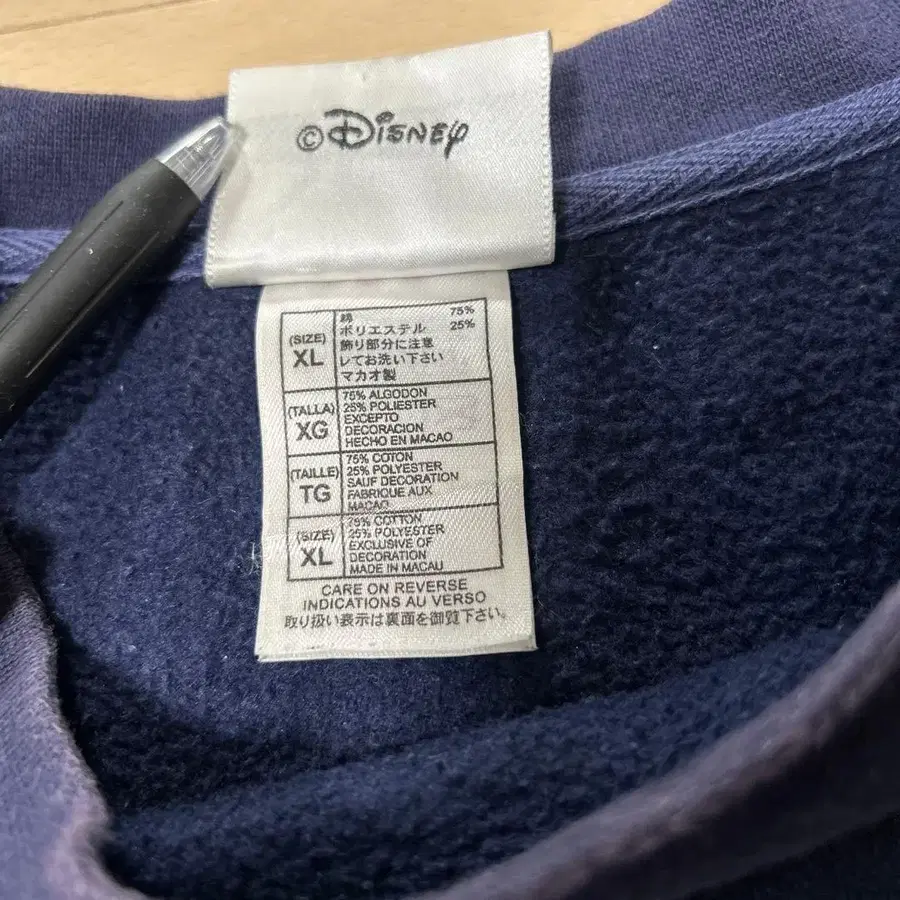 ©Disney
(SIZE)
XL
綿 75%
ポリエステル 25%
飾り部分に注意
レてお洗い下さい
マカオ製
(TALLA)
XG
75% ALGODON
25% POLIESTER
EXCEPTO
DECORACION
HECHO EN MACAO
(TAILLE)
TG
75% COTON
25% POLYESTER
SAUF DECORATION
FABRIQUE AUX
MACAO
(SIZE)
XL
75% COTTON
25% POLYESTER
EXCLUSIVE OF
DECORATION
MADE IN MACAU
CARE ON REVERSE
INDICATIONS AU VERSO
取り扱い表示は裏面を御覧下さい。